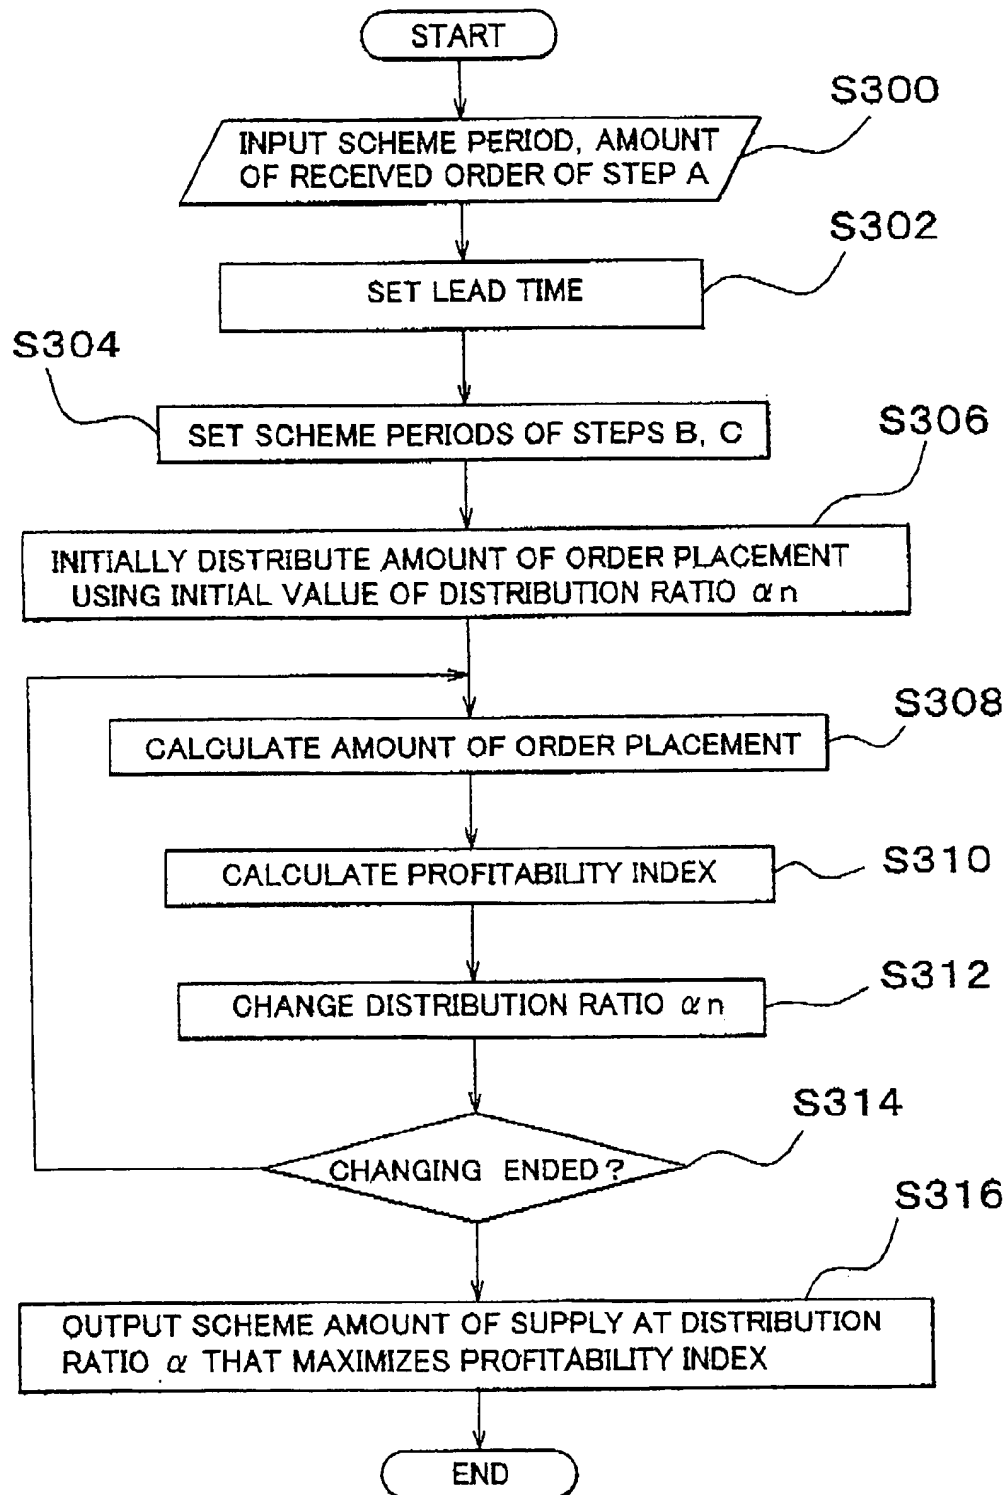 START
S300
INPUT SCHEME PERIOD, AMOUNT
OF RECEIVED ORDER OF STEP A
S302
SET LEAD TIME
S304
SET SCHEME PERIODS OF STEPS B, C
S306
INITIALLY DISTRIBUTE AMOUNT OF ORDER PLACEMENT
USING INITIAL VALUE OF DISTRIBUTION RATIO αn
S308
CALCULATE AMOUNT OF ORDER PLACEMENT
S310
CALCULATE PROFITABILITY INDEX
S312
CHANGE DISTRIBUTION RATIO αn
S314
CHANGING ENDED?
S316
OUTPUT SCHEME AMOUNT OF SUPPLY AT DISTRIBUTION
RATIO α THAT MAXIMIZES PROFITABILITY INDEX
END